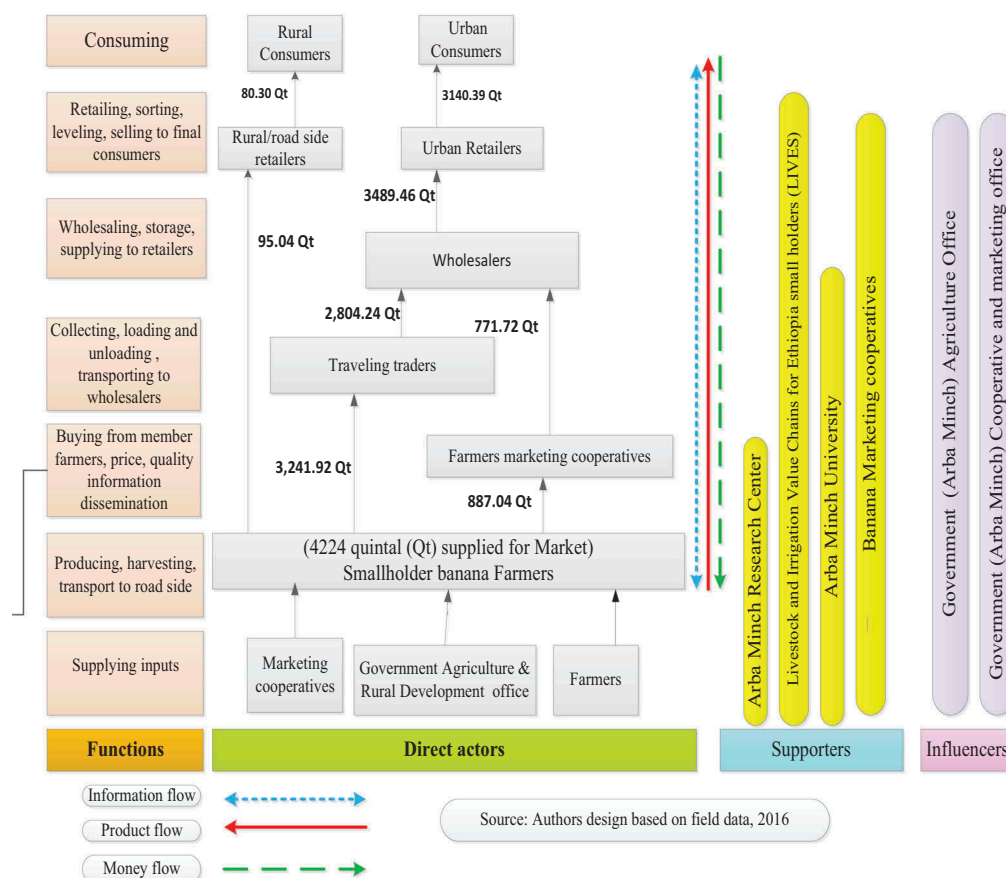 Consuming
Rural
Consumers
Urban
Consumers
80.30 Qt
3140.39 Qt
Retailing, sorting,
leveling, selling to final
consumers
Rural/road side
retailers
Urban Retailers
3489.46 Qt
Wholesaling, storage,
supplying to retailers
95.04 Qt
Wholesalers
2,804.24 Qt
771.72 Qt
Collecting, loading and
unloading ,
transporting to
wholesalers
Traveling traders
Buying from member
farmers, price, quality
information
dissemination
3,241.92 Qt
Farmers marketing cooperatives
887.04 Qt
Producing, harvesting,
transport to road side
(4224 quintal (Qt) supplied for Market)
Smallholder banana Farmers
Supplying inputs
Marketing
cooperatives
Government Agriculture &
Rural Development office
Farmers
Arba Minch Research Center
Livestock and Irrigation Value Chains for Ethiopia small holders (LIVES)
Arba Minch University
Banana Marketing cooperatives
Government (Arba Minch) Agriculture Office
Government (Arba Minch) Cooperative and marketing office
Functions
Direct actors
Supporters
Influencers
Information flow
Product flow
Money flow
Source: Authors design based on field data, 2016